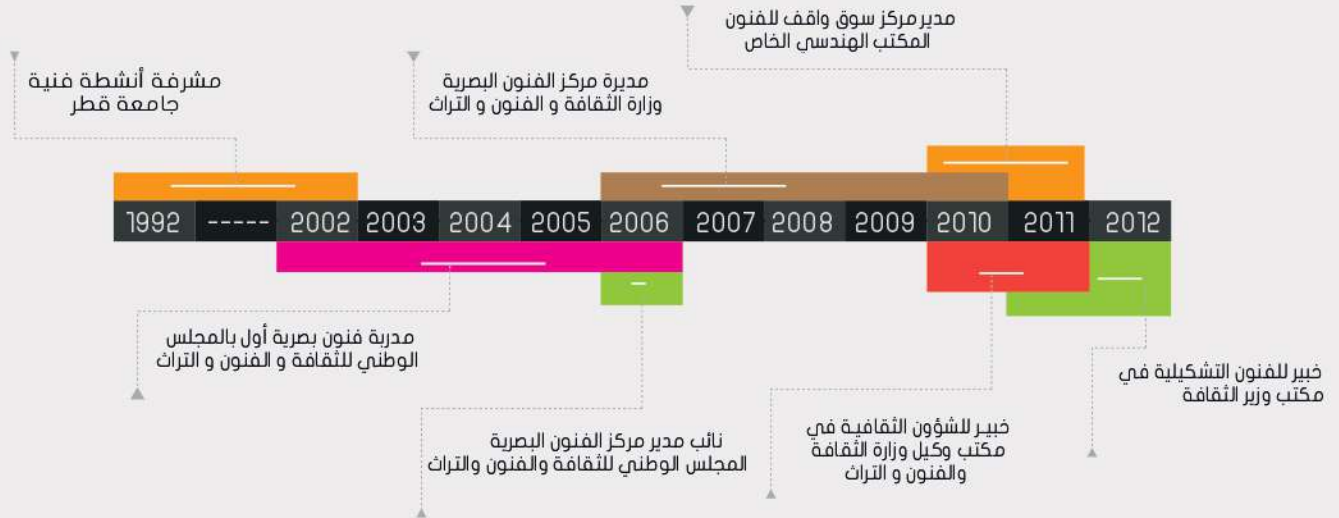 مدير مركز سوق واقف للفنون
المكتب الهندسي الخاص
مديرة مركز الفنون البصرية
وزارة الثقافة و الفنون و التراث
مشرفة أنشطة فنية
جامعة قطر
1992 ----- 2002 2003 2004 2005 2006 2007 2008 2009 2010 2011 2012
مدربة فنون بصرية أول بالمجلس
الوطني للثقافة و الفنون و التراث
خبير للفنون التشكيلية في
مكتب وزير الثقافة
خبير للشؤون الثقافية في
مكتب وكيل وزارة الثقافة
والفنون و التراث
نائب مدير مركز الفنون البصرية
المجلس الوطني للثقافة والفنون والتراث